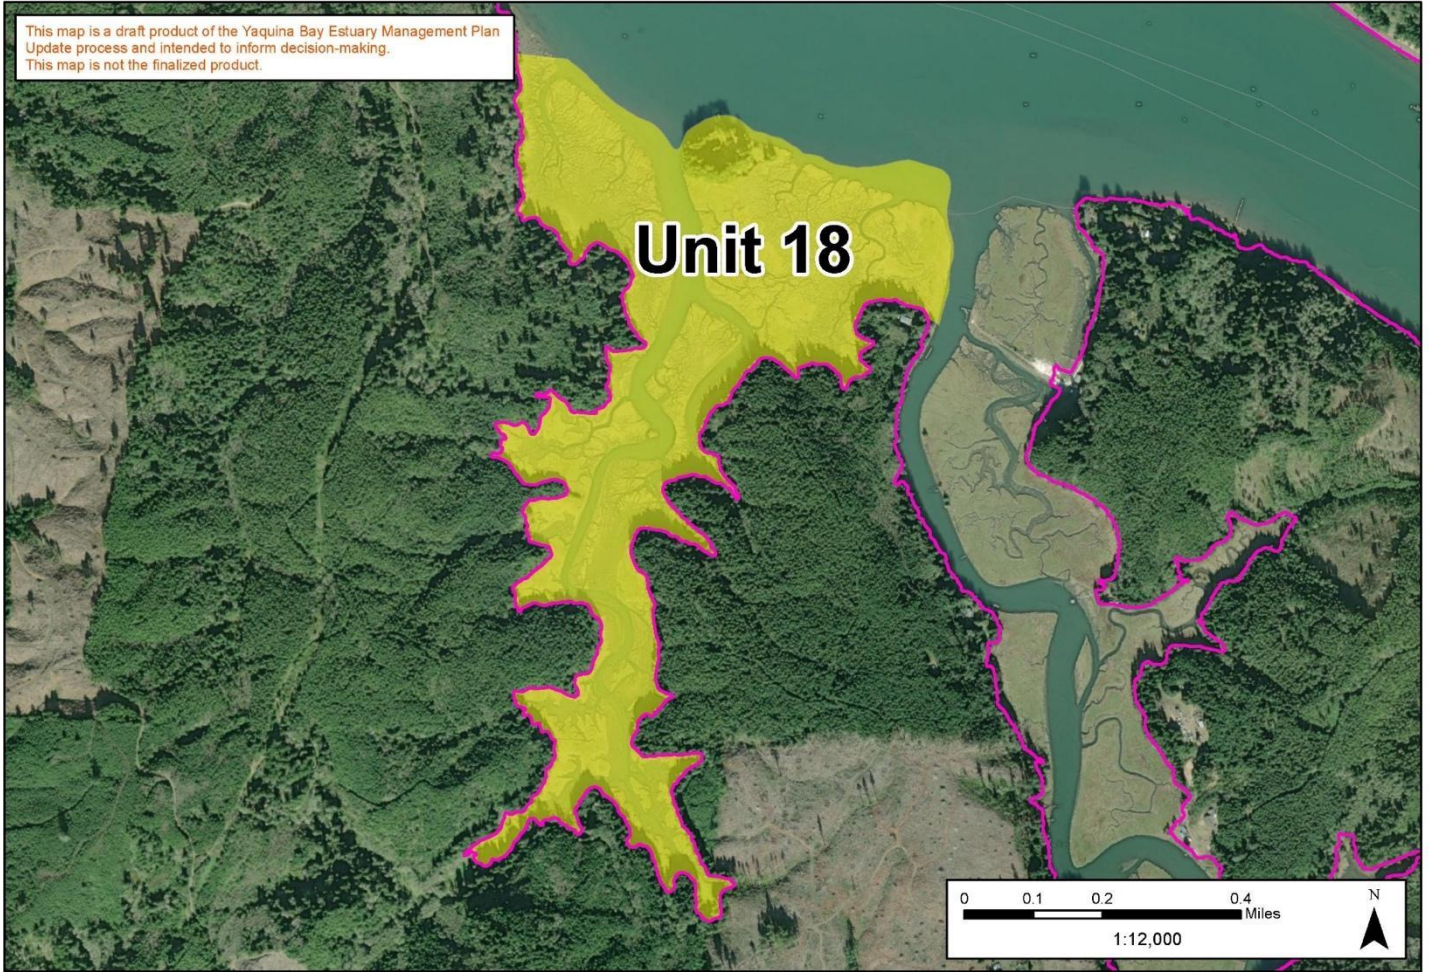 This map is a draft product of the Yaquina Bay Estuary Management Plan
Update process and intended to inform decision-making.
This map is not the finalized product.
Unit 18
0 0.1 0.2 0.4
Miles
1:12,000
N